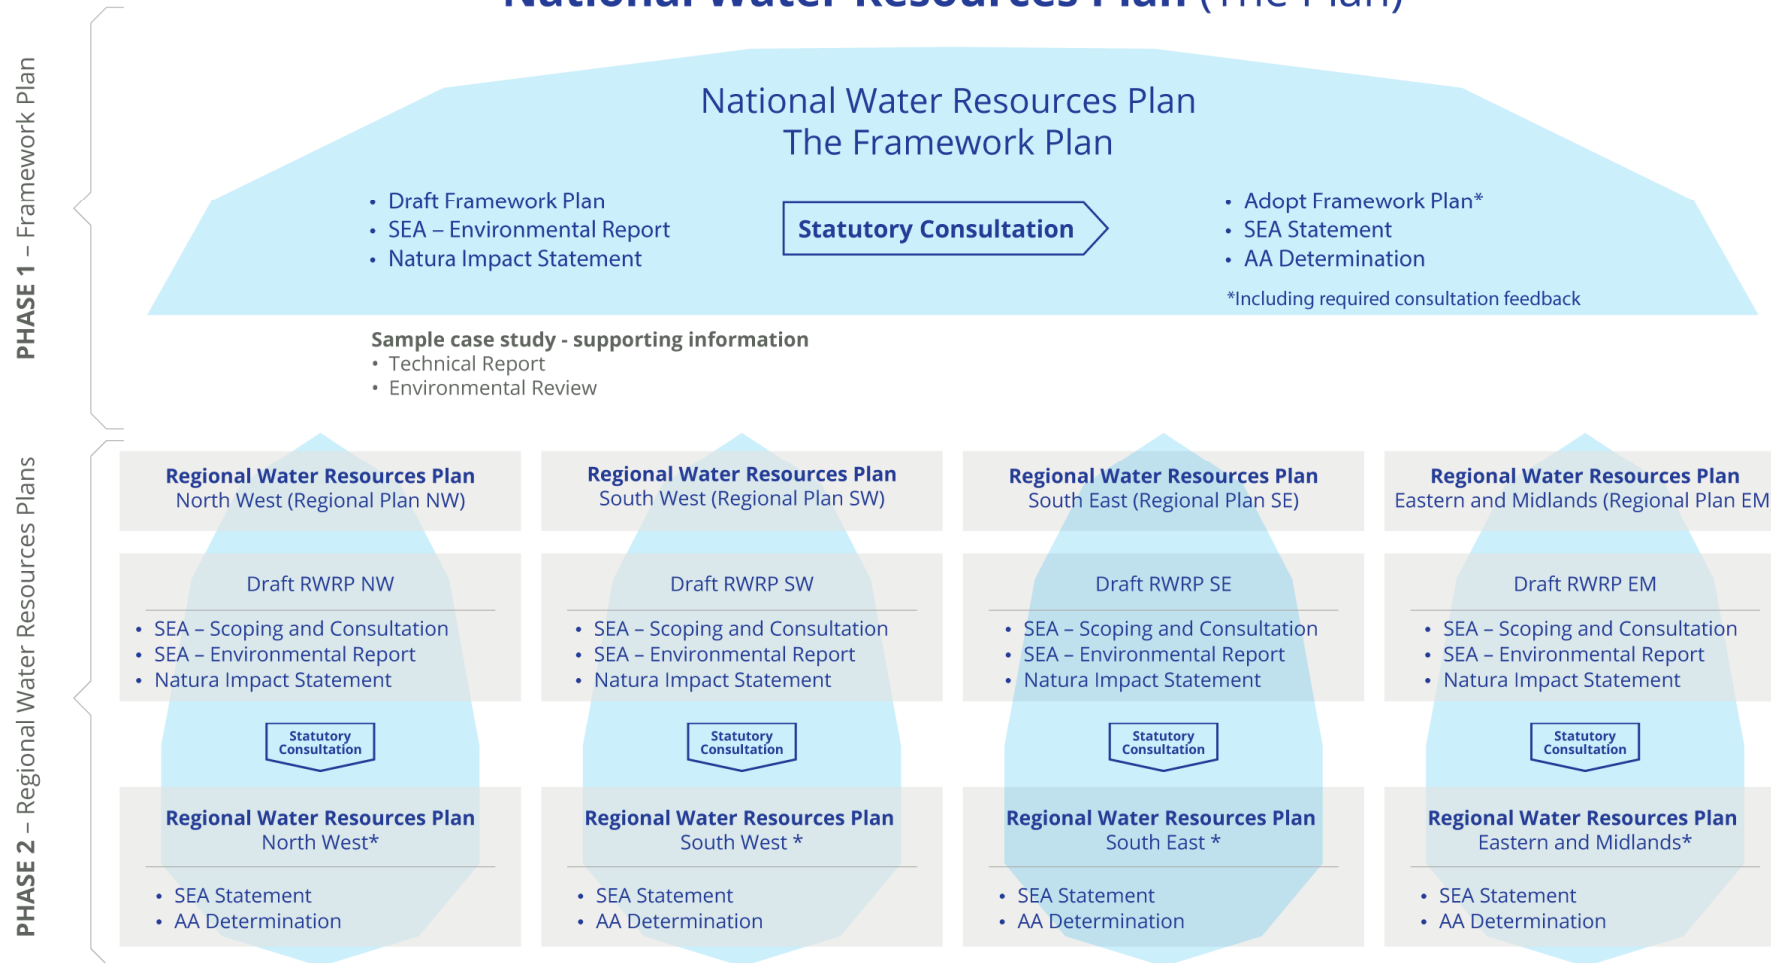 National Water Resources Plan (The Plan)
PHASE 1 – Framework Plan
National Water Resources Plan
The Framework Plan
• Draft Framework Plan
• SEA – Environmental Report
• Natura Impact Statement
Statutory Consultation
• Adopt Framework Plan*
• SEA Statement
• AA Determination
*Including required consultation feedback
Sample case study - supporting information
• Technical Report
• Environmental Review
PHASE 2 – Regional Water Resources Plans
Regional Water Resources Plan
North West (Regional Plan NW)
Draft RWRP NW
• SEA – Scoping and Consultation
• SEA – Environmental Report
• Natura Impact Statement
Statutory
Consultation
Regional Water Resources Plan
North West*
• SEA Statement
• AA Determination
Regional Water Resources Plan
South West (Regional Plan SW)
Draft RWRP SW
• SEA – Scoping and Consultation
• SEA – Environmental Report
• Natura Impact Statement
Statutory
Consultation
Regional Water Resources Plan
South West *
• SEA Statement
• AA Determination
Regional Water Resources Plan
South East (Regional Plan SE)
Draft RWRP SE
• SEA – Scoping and Consultation
• SEA – Environmental Report
• Natura Impact Statement
Statutory
Consultation
Regional Water Resources Plan
South East *
• SEA Statement
• AA Determination
Regional Water Resources Plan
Eastern and Midlands (Regional Plan EM
Draft RWRP EM
• SEA – Scoping and Consultation
• SEA – Environmental Report
• Natura Impact Statement
Statutory
Consultation
Regional Water Resources Plan
Eastern and Midlands*
• SEA Statement
• AA Determination